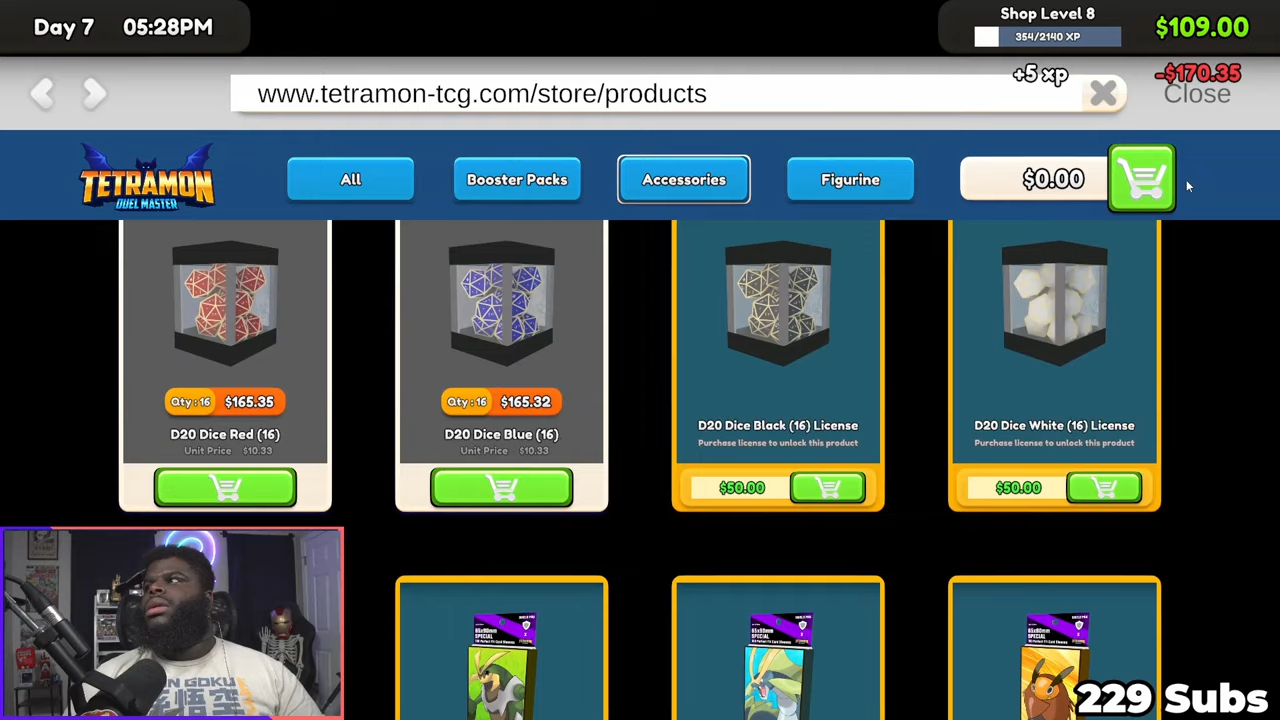 Day 7 05:28PM
Shop Level 8
354/2140 XP
$109.00
+5 xp
-$170.35
www.tetramon-tcg.com/store/products
Close
TETRAMON
DUEL MASTER
All
Booster Packs
Accessories
Figurine
$0.00
Qty: 16 $165.35
D20 Dice Red (16)
Unit Price $10.33
Qty: 16 $165.32
D20 Dice Blue (16)
Unit Price $10.33
D20 Dice Black (16) License
Purchase license to unlock this product
$50.00
D20 Dice White (16) License
Purchase license to unlock this product
$50.00
SPECIAL
SPECIAL
SPECIAL
229 Subs